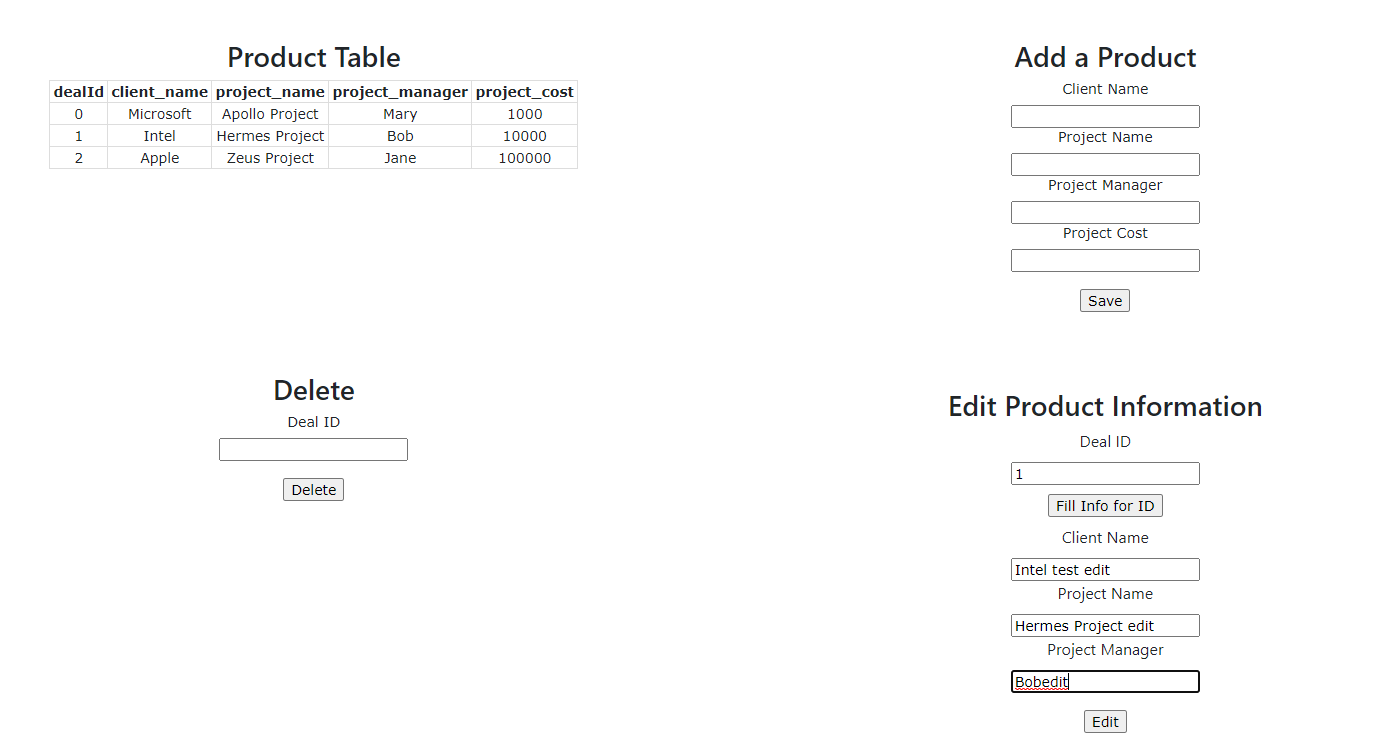 Product Table
dealId client_name project_name project_manager project_cost
0 Microsoft Apollo Project Mary 1000
1 Intel Hermes Project Bob 10000
2 Apple Zeus Project Jane 100000
Add a Product
Client Name
Project Name
Project Manager
Project Cost
Save
Delete
Deal ID
Delete
Edit Product Information
Deal ID
1
Fill Info for ID
Client Name
Intel test edit
Project Name
Hermes Project edit
Project Manager
Bobedit
Edit